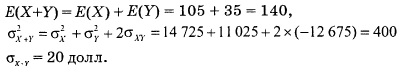 E(X+Y) = E(X) + E(Y) = 105 + 35 = 140,
σ²_{X+Y} = σ²_X + σ²_Y + 2σ_{XY} = 14 725 + 11 025 + 2×(-12 675) = 400
σ_{X-Y} = 20 долл.